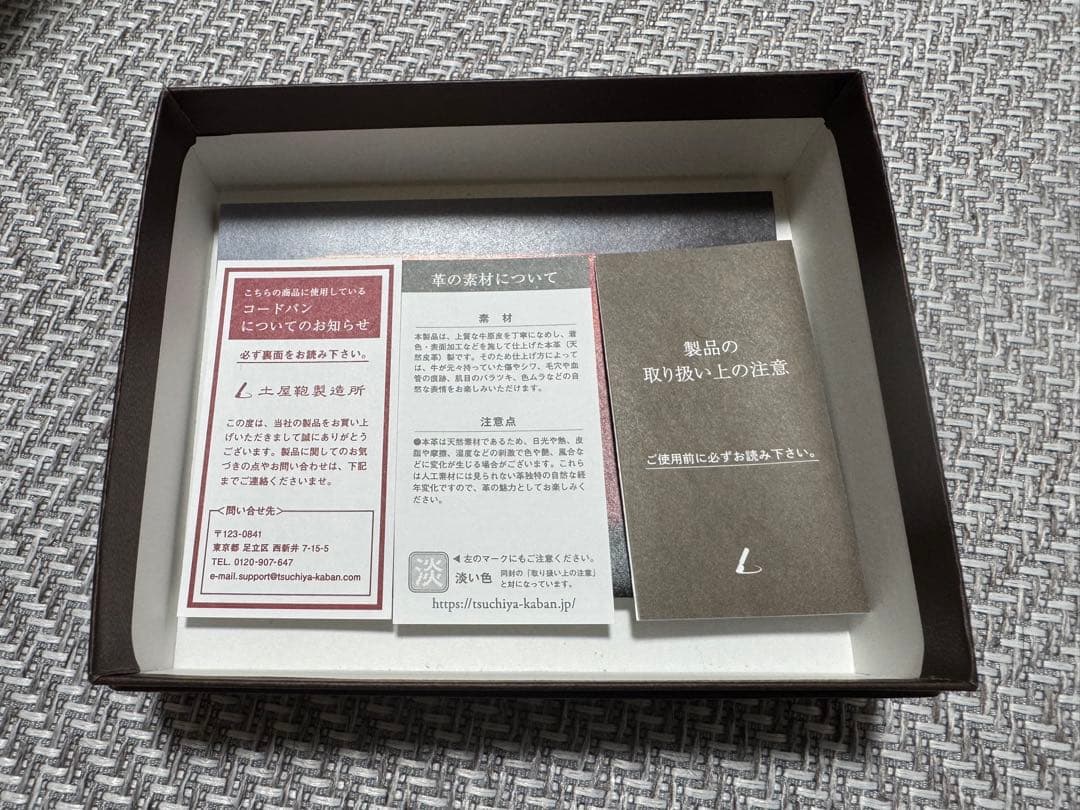 こちらの商品に使用している
コードバン
についてのお知らせ
必ず裏面をお読み下さい。
土屋鞄製造所
この度は、当社の製品をお買い上
げいただきまして誠にありがとう
ございます。製品に関してのお気
づきの点やお問い合わせは、下記
までご連絡くださいませ。
<問い合せ先>
〒123-0841
東京都 足立区 西新井 7-15-5
TEL. 0120-907-647
e-mail.support@tsuchiya-kaban.com
革の素材について
素 材
本製品は、上質な牛原皮を丁寧になめし、着
色・表面加工などを施して仕上げた本革（天
然皮革）製です。そのため仕上げ方によって
は、牛が元々持っていた傷やシワ、毛穴や血
管の痕跡、肌目のバラツキ、色ムラなどの自
然な表情をお楽しみいただけます。
注意点
●本革は天然素材であるため、日光や熱、皮
脂や摩擦、湿度などの刺激で色や艶、風合な
どに変化が生じる場合がございます。これら
は人工素材には見られない革独特の自然な経
年変化ですので、革の魅力としてお楽しみく
ださい。
淡
◀左のマークにもご注意ください。
淡い色 同封の「取り扱い上の注意」
と対になっています。
https://tsuchiya-kaban.jp/
製品の
取り扱い上の注意
ご使用前に必ずお読み下さい。